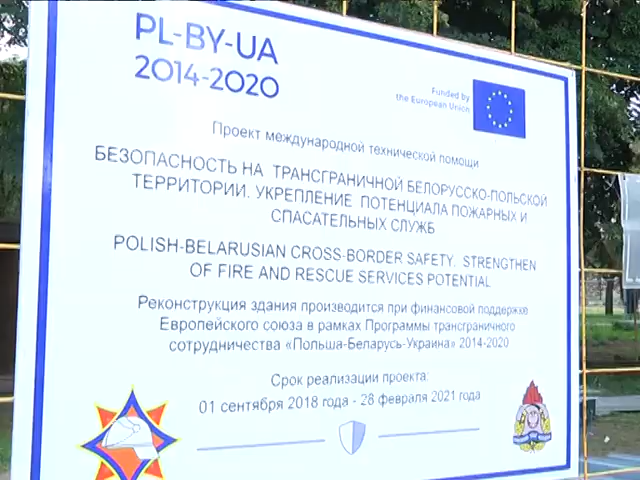 PL-BY-UA
2014-2020
Funded by
the European Union
Проект международной технической помощи
БЕЗОПАСНОСТЬ НА ТРАНСГРАНИЧНОЙ БЕЛОРУССКО-ПОЛЬСКОЙ
ТЕРРИТОРИИ. УКРЕПЛЕНИЕ ПОТЕНЦИАЛА ПОЖАРНЫХ И
СПАСАТЕЛЬНЫХ СЛУЖБ
POLISH-BELARUSIAN CROSS-BORDER SAFETY. STRENGTHEN
OF FIRE AND RESCUE SERVICES POTENTIAL
Реконструкция здания производится при финансовой поддержке
Европейского союза в рамках Программы трансграничного
сотрудничества «Польша-Беларусь-Украина» 2014-2020
Срок реализации проекта:
01 сентября 2018 года - 28 февраля 2021 года